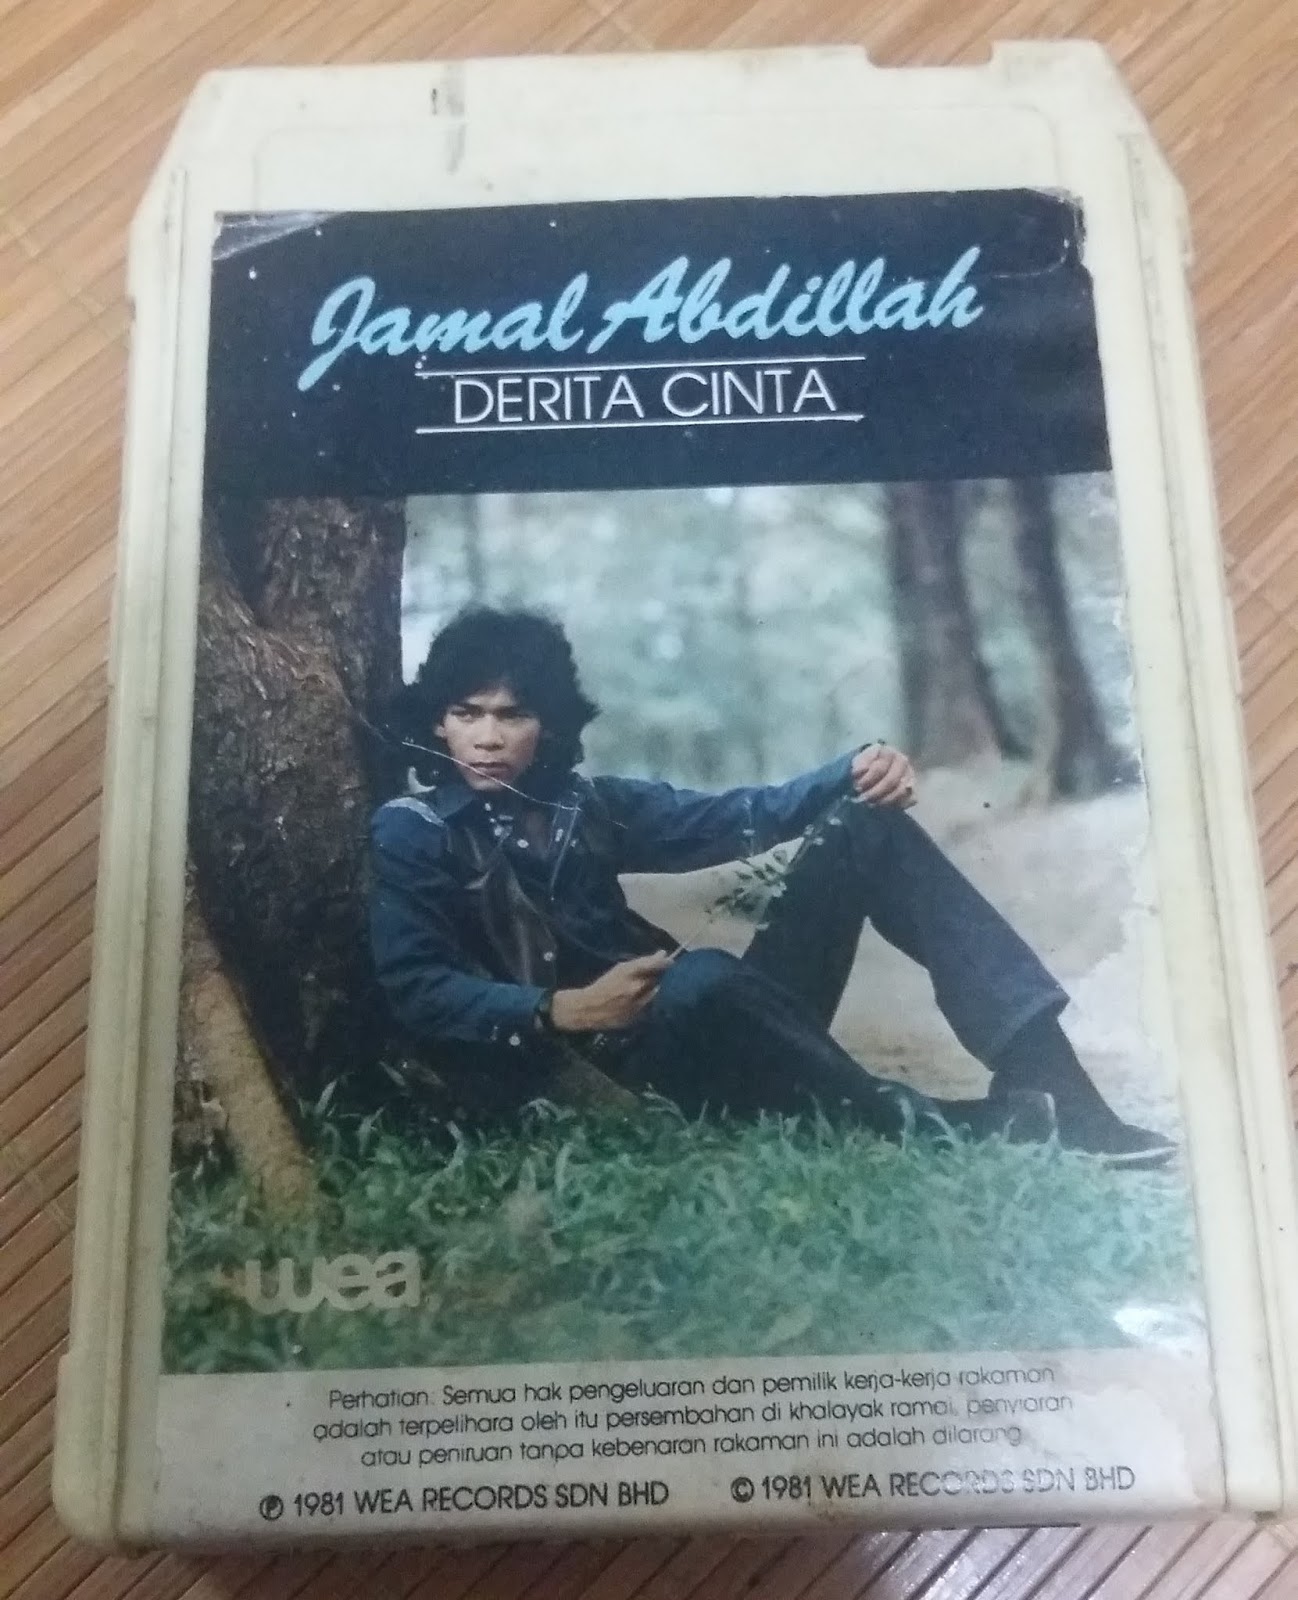 Jamal Abdillah
DERITA CINTA
wea
Perhatian: Semua hak pengeluaran dan pemilik kerja-kerja rakaman
adalah terpelihara oleh itu persembahan di khalayak ramai, penyiaran
atau peniruan tanpa kebenaran rakaman ini adalah dilarang
Ⓟ 1981 WEA RECORDS SDN BHD © 1981 WEA RECORDS SDN BHD